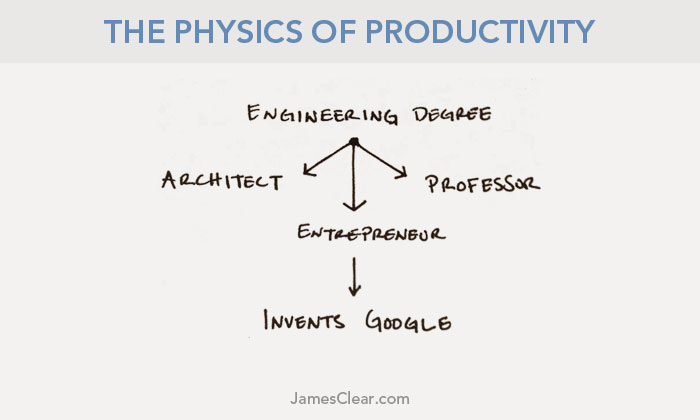 THE PHYSICS OF PRODUCTIVITY
ENGINEERING DEGREE
ARCHITECT
PROFESSOR
ENTREPRENEUR
INVENTS GOOGLE
JamesClear.com